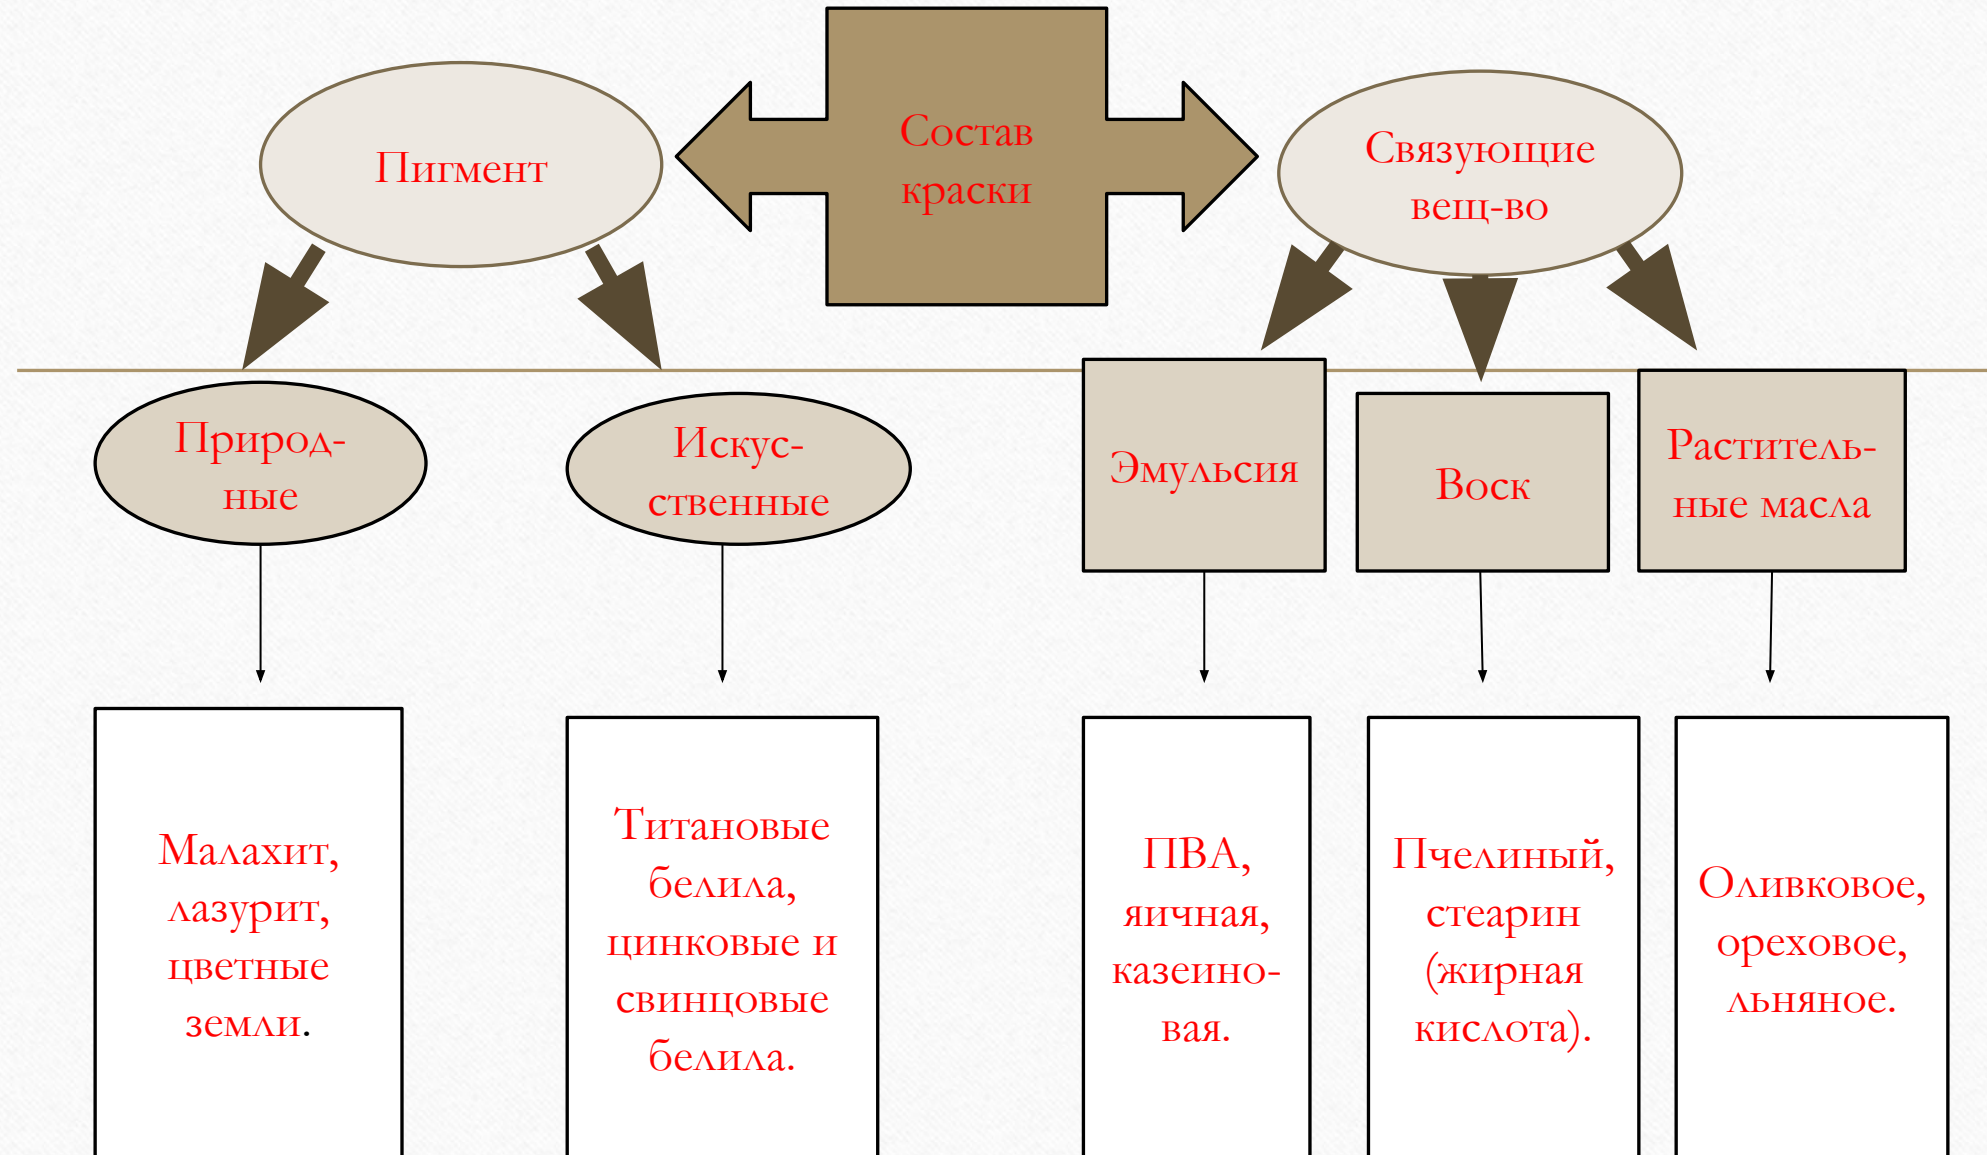 Состав
краски
Пигмент
Связующие
вещ-во
Природ-
ные
Искус-
ственные
Эмульсия
Воск
Раститель-
ные масла
Малахит,
лазурит,
цветные
земли.
Титановые
белила,
цинковые и
свинцовые
белила.
ПВА,
яичная,
казеино-
вая.
Пчелиный,
стеарин
(жирная
кислота).
Оливковое,
ореховое,
льняное.